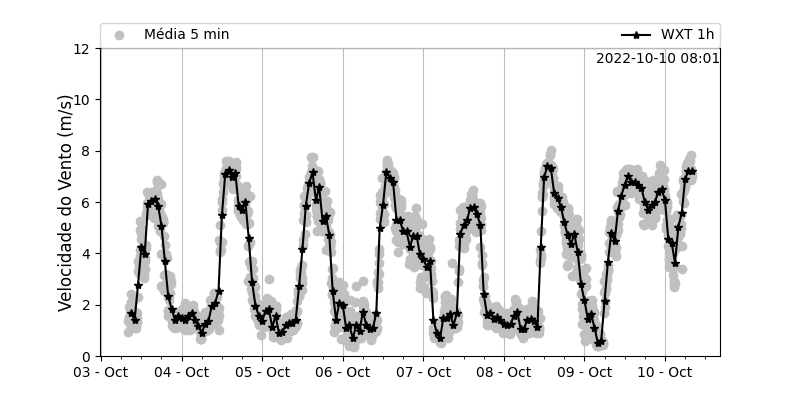 Média 5 min
WXT 1h
2022-10-10 08:01
Velocidade do Vento (m/s)
12
10
8
6
4
2
0
03 - Oct
04 - Oct
05 - Oct
06 - Oct
07 - Oct
08 - Oct
09 - Oct
10 - Oct